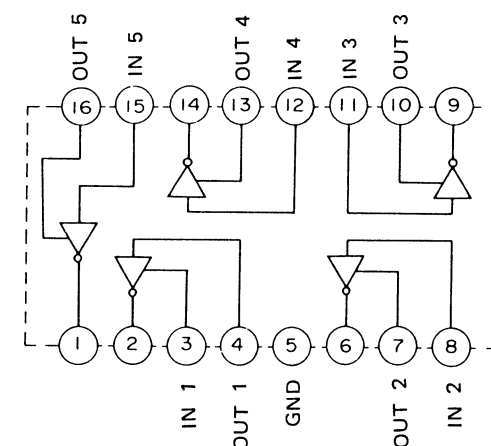 OUT 5
IN 5
OUT 4
IN 4
IN 3
OUT 3
16
15
14
13
12
11
10
9
1
2
3
4
5
6
7
8
IN 1
OUT 1
GND
OUT 2
IN 2